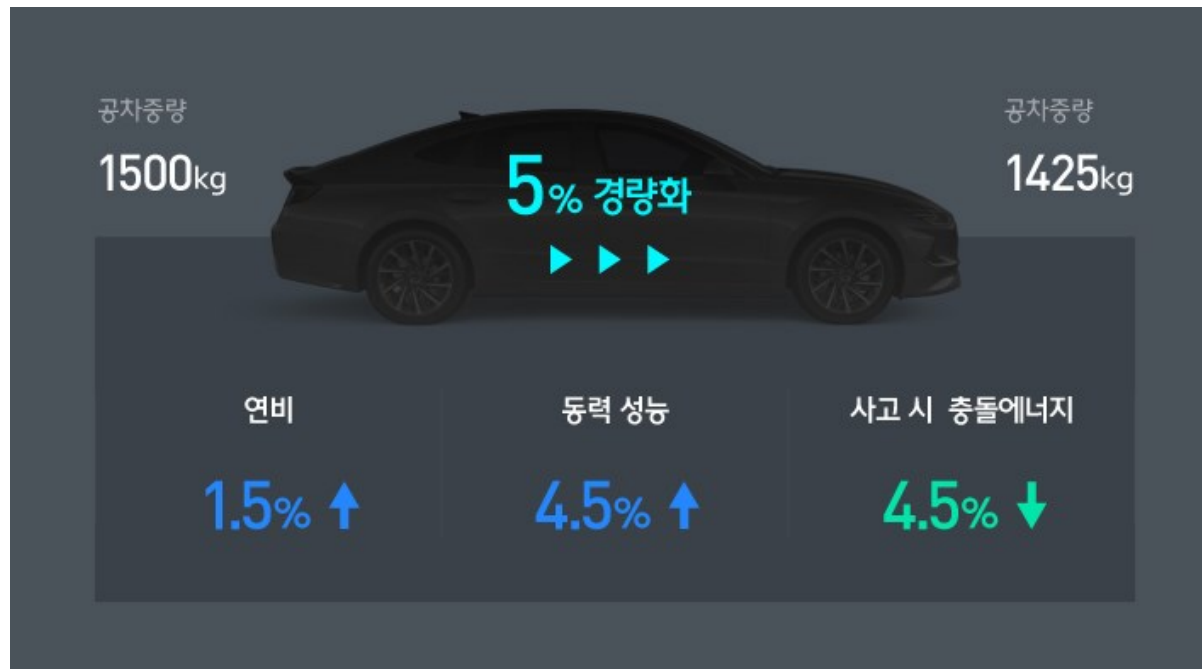 공차중량
1500kg
공차중량
1425kg
5% 경량화
연비
동력 성능
사고 시 충돌에너지
1.5%
4.5%
4.5%